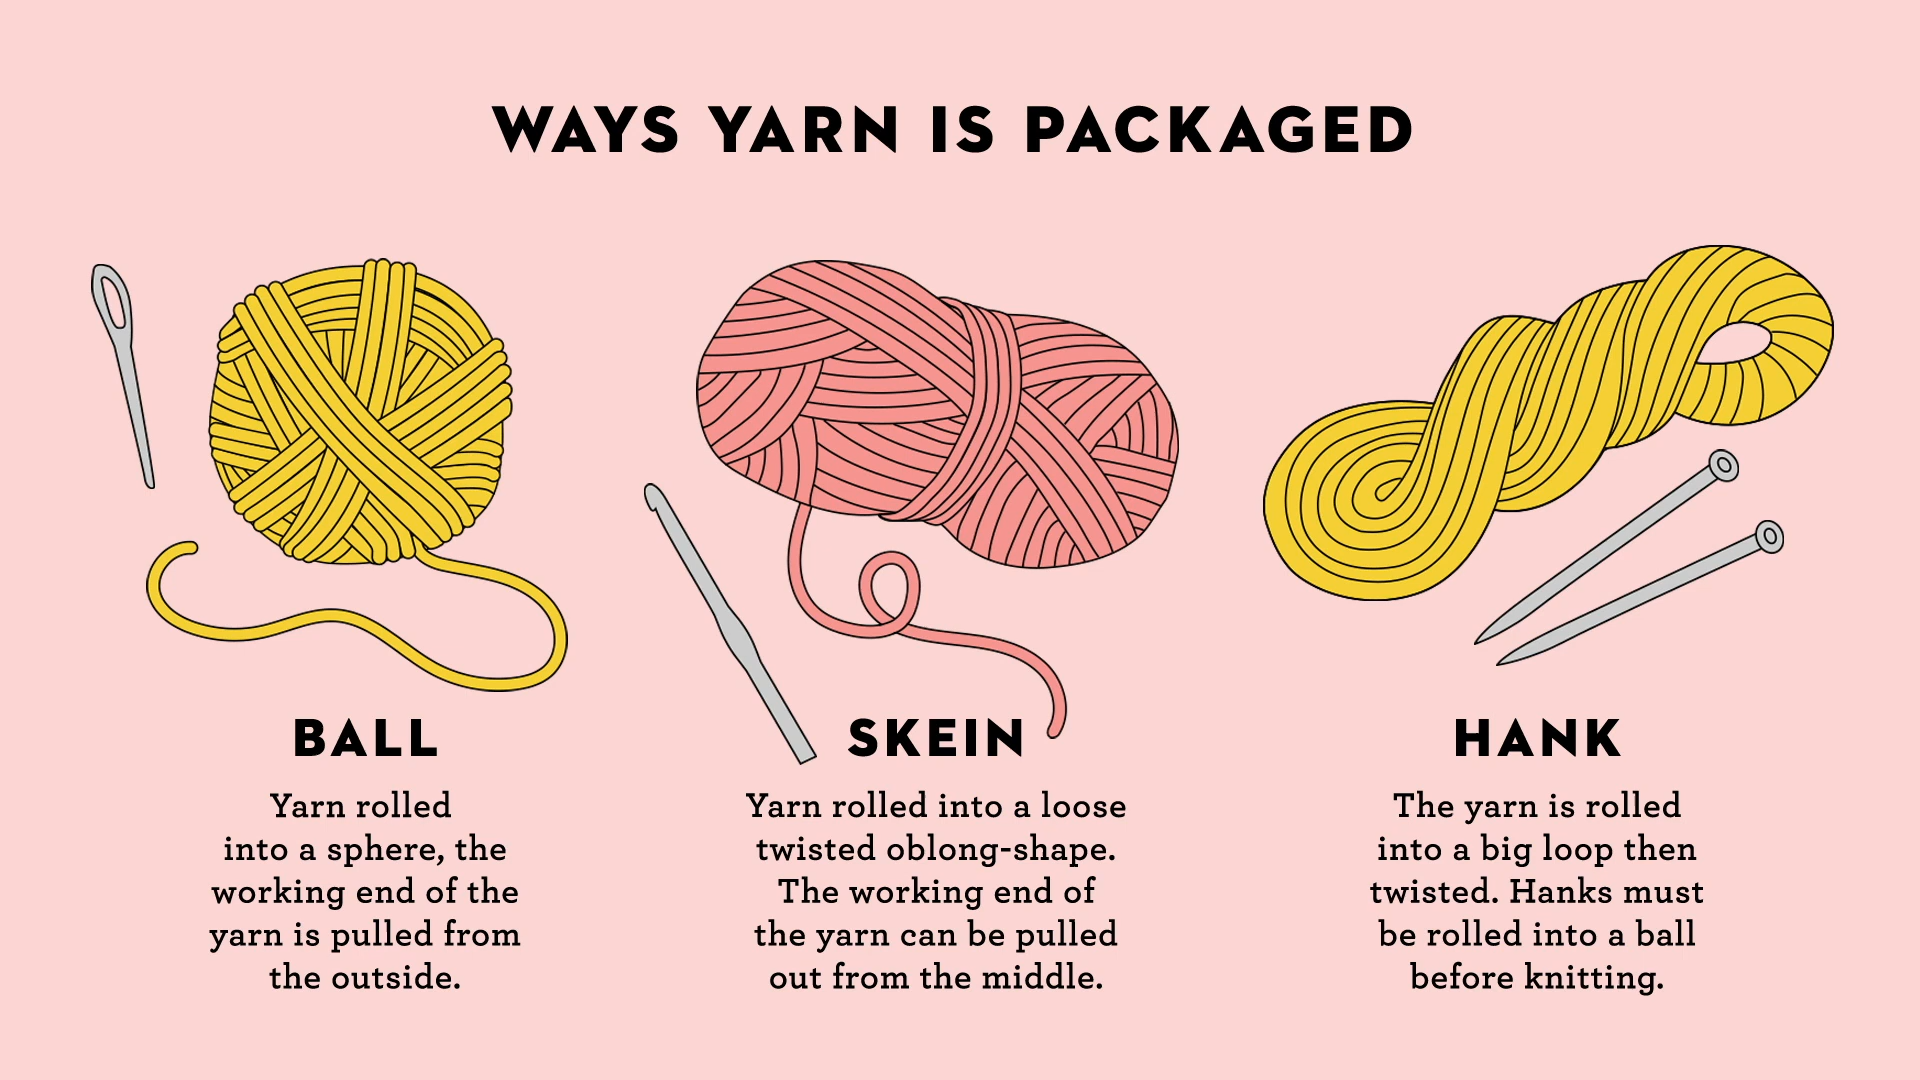 WAYS YARN IS PACKAGED
BALL
Yarn rolled
into a sphere, the
working end of the
yarn is pulled from
the outside.
SKEIN
Yarn rolled into a loose
twisted oblong-shape.
The working end of
the yarn can be pulled
out from the middle.
HANK
The yarn is rolled
into a big loop then
twisted. Hanks must
be rolled into a ball
before knitting.